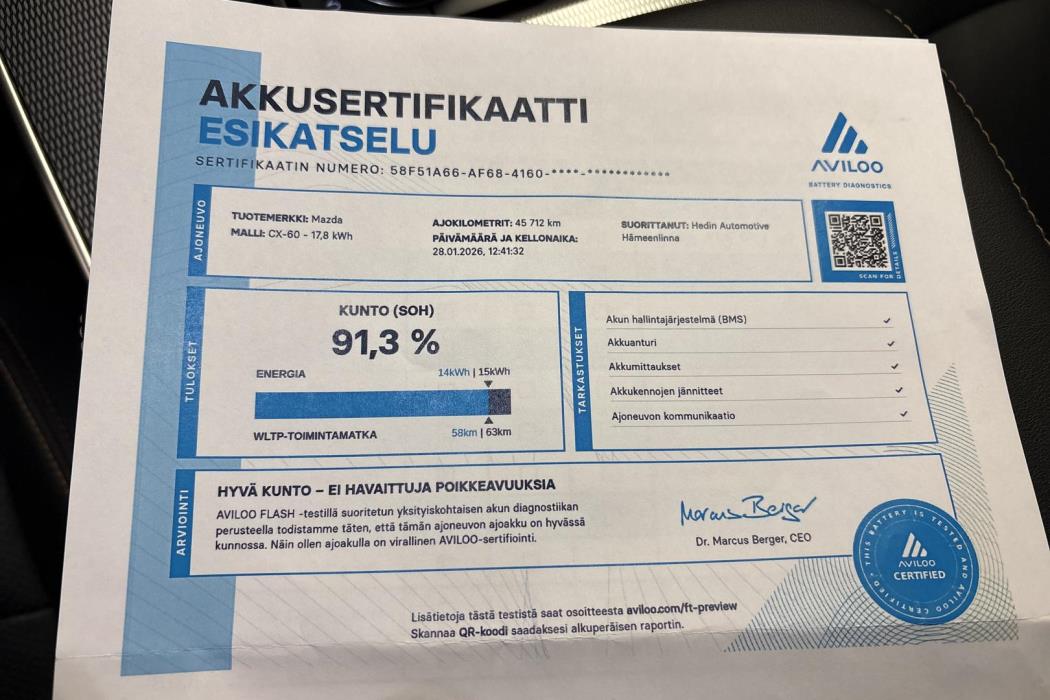 AKKUSERTIFIKAATTI
ESIKATSELU
SERTIFIKAATIN NUMERO: 58F51A66-AF68-4160-****-************
AVILOO
BATTERY DIAGNOSTICS
AJONEUVO
TUOTEMERKKI: Mazda
MALLI: CX-60 - 17,8 kWh
AJOKILOMETRIT: 45 712 km
PÄIVÄMÄÄRÄ JA KELLONAIKA:
28.01.2026, 12:41:32
SUORITTANUT: Hedin Automotive
Hämeenlinna
SCAN FOR DETAILS
TULOKSET
KUNTO (SOH)
91,3 %
ENERGIA
14kWh | 15kWh
WLTP-TOIMINTAMATKA
58km | 63km
TARKASTUKSET
Akun hallintajärjestelmä (BMS)
Akkuanturi
Akkumittaukset
Akkukennojen jännitteet
Ajoneuvon kommunikaatio
ARVIOINTI
HYVÄ KUNTO – EI HAVAITTUJA POIKKEAVUUKSIA
AVILOO FLASH -testillä suoritetun yksityiskohtaisen akun diagnostiikan
perusteella todistamme täten, että tämän ajoneuvon ajoakku on hyvässä
kunnossa. Näin ollen ajoakulla on virallinen AVILOO-sertifiointi.
Marcus Berger
Dr. Marcus Berger, CEO
THIS BATTERY IS TESTED AND AVILOO CERTIFIED
AVILOO
CERTIFIED
Lisätietoja tästä testistä saat osoitteesta aviloo.com/ft-preview
Skannaa QR-koodi saadaksesi alkuperäisen raportin.